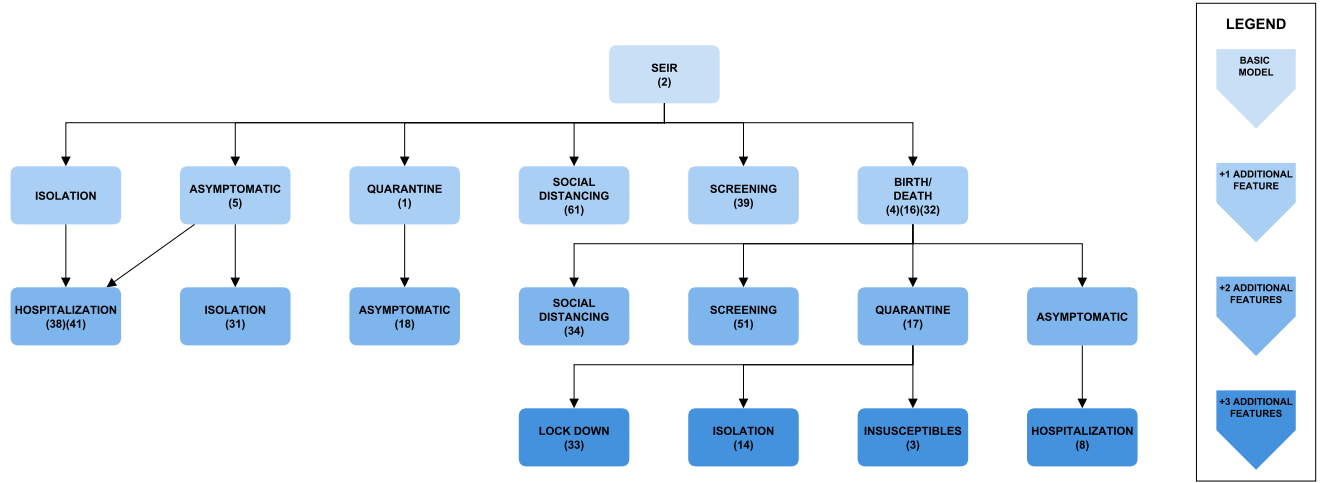 LEGEND
BASIC
MODEL
+1 ADDITIONAL
FEATURE
+2 ADDITIONAL
FEATURES
+3 ADDITIONAL
FEATURES
SEIR
(2)
ISOLATION
ASYMPTOMATIC
(5)
QUARANTINE
(1)
SOCIAL
DISTANCING
(61)
SCREENING
(39)
BIRTH/
DEATH
(4)(16)(32)
HOSPITALIZATION
(38)(41)
ISOLATION
(31)
ASYMPTOMATIC
(18)
SOCIAL
DISTANCING
(34)
SCREENING
(51)
QUARANTINE
(17)
ASYMPTOMATIC
LOCK DOWN
(33)
ISOLATION
(14)
INSUSCEPTIBLES
(3)
HOSPITALIZATION
(8)